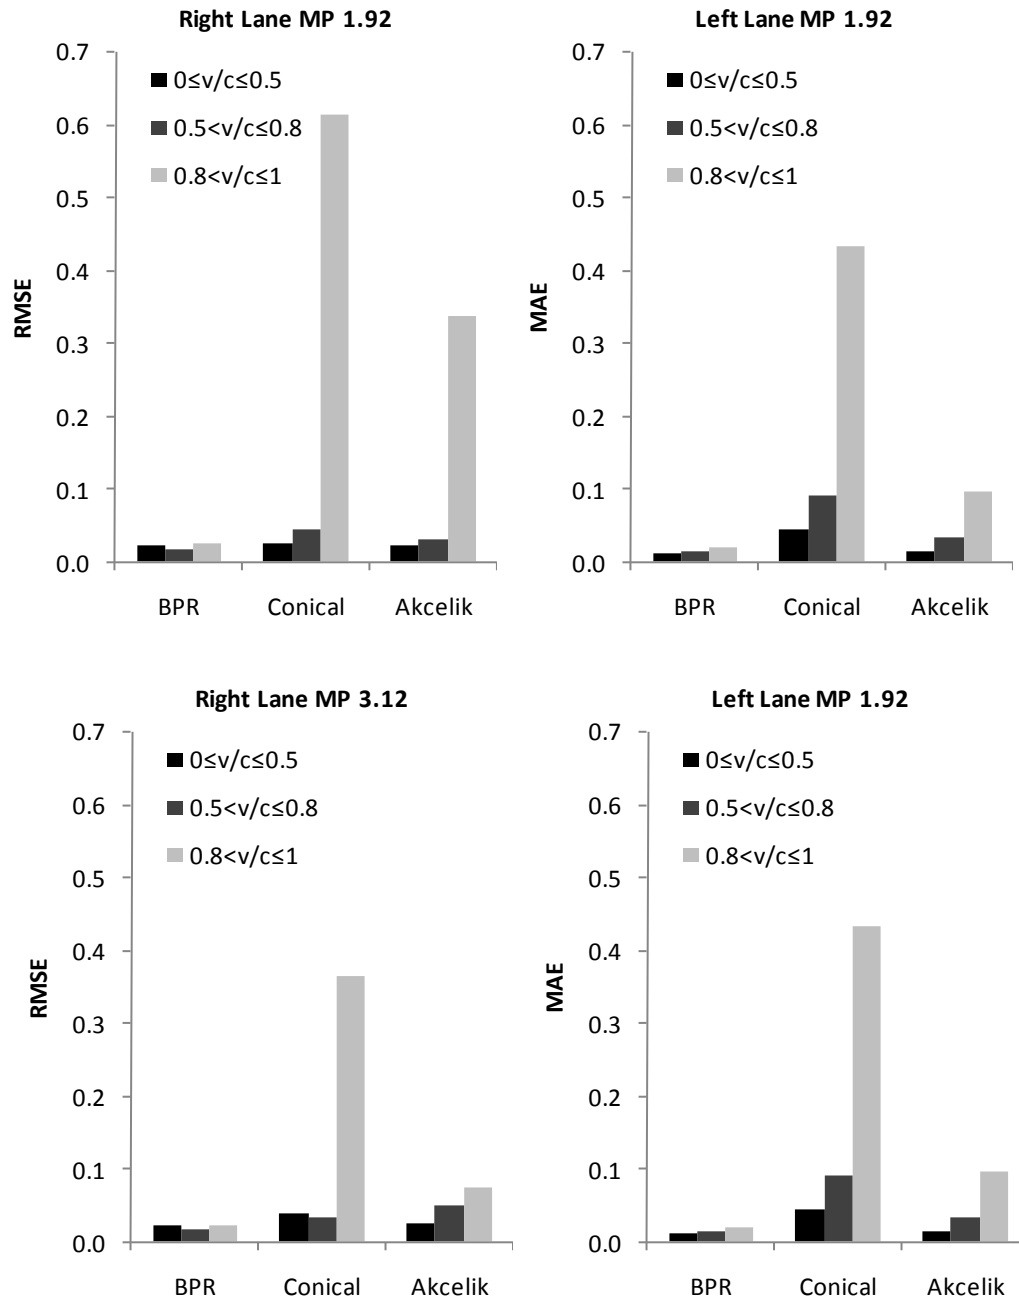 Right Lane MP 1.92
0.7
0.6
0.5
0.4
0.3
0.2
0.1
0.0
RMSE
0≤v/c≤0.5
0.5<v/c≤0.8
0.8<v/c≤1
BPR Conical Akcelik
Left Lane MP 1.92
0.7
0.6
0.5
0.4
0.3
0.2
0.1
0.0
MAE
0≤v/c≤0.5
0.5<v/c≤0.8
0.8<v/c≤1
BPR Conical Akcelik
Right Lane MP 3.12
0.7
0.6
0.5
0.4
0.3
0.2
0.1
0.0
RMSE
0≤v/c≤0.5
0.5<v/c≤0.8
0.8<v/c≤1
BPR Conical Akcelik
Left Lane MP 1.92
0.7
0.6
0.5
0.4
0.3
0.2
0.1
0.0
MAE
0≤v/c≤0.5
0.5<v/c≤0.8
0.8<v/c≤1
BPR Conical Akcelik